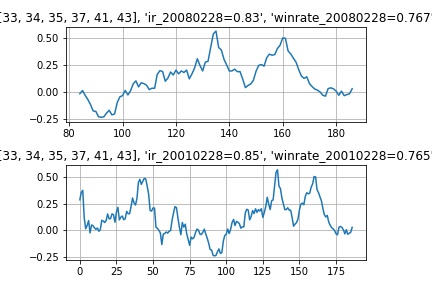 [33, 34, 35, 37, 41, 43], 'ir_20080228=0.83', 'winrate_20080228=0.767'
0.50
0.25
0.00
−0.25
80 100 120 140 160 180
[33, 34, 35, 37, 41, 43], 'ir_20010228=0.85', 'winrate_20010228=0.765'
0.50
0.25
0.00
−0.25
0 25 50 75 100 125 150 175